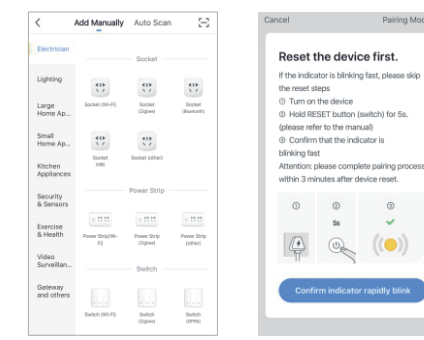 Add Manually Auto Scan
Electrician
Lighting
Large
Home Ap...
Small
Home Ap...
Kitchen
Appliances
Security
& Sensors
Exercise
& Health
Video
Surveillan...
Gateway
and others
Socket
Socket (Wi-Fi)
Socket
(Zigbee)
Socket
(Bluetooth)
Socket
(NB)
Socket (other)
Power Strip
Power Strip(Wi-
Fi)
Power Strip
(Zigbee)
Power Strip
(other)
Switch
Switch (Wi-Fi)
Switch
(Zigbee)
Switch
(GPRS)
Cancel Pairing Mod
Reset the device first.
If the indicator is blinking fast, please skip
the reset steps
① Turn on the device
② Hold RESET button (switch) for 5s.
(please refer to the manual)
③ Confirm that the indicator is
blinking fast
Attention: please complete pairing process
within 3 minutes after device reset.
① ② ③
5s
Confirm indicator rapidly blink